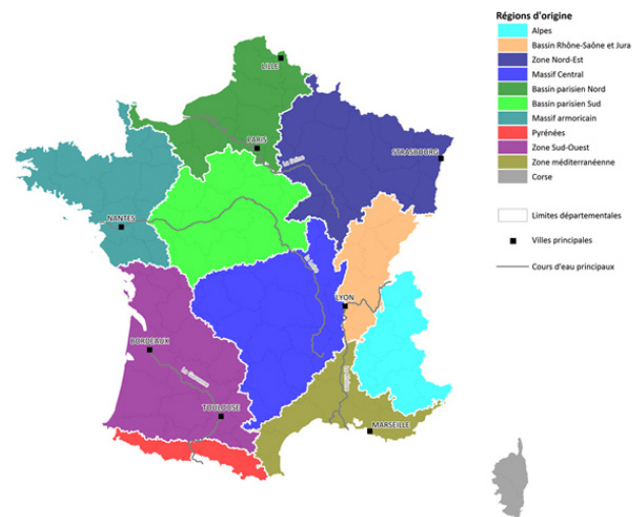 Régions d'origine
Alpes
Bassin Rhône-Saône et Jura
Zone Nord-Est
Massif Central
Bassin parisien Nord
Bassin parisien Sud
Massif armoricain
Pyrénées
Zone Sud-Ouest
Zone méditerranéenne
Corse
Limites départementales
Villes principales
Cours d'eau principaux
LILLE
PARIS
STRASBOURG
La Seine
NANTES
LYON
BORDEAUX
TOULOUSE
MARSEILLE